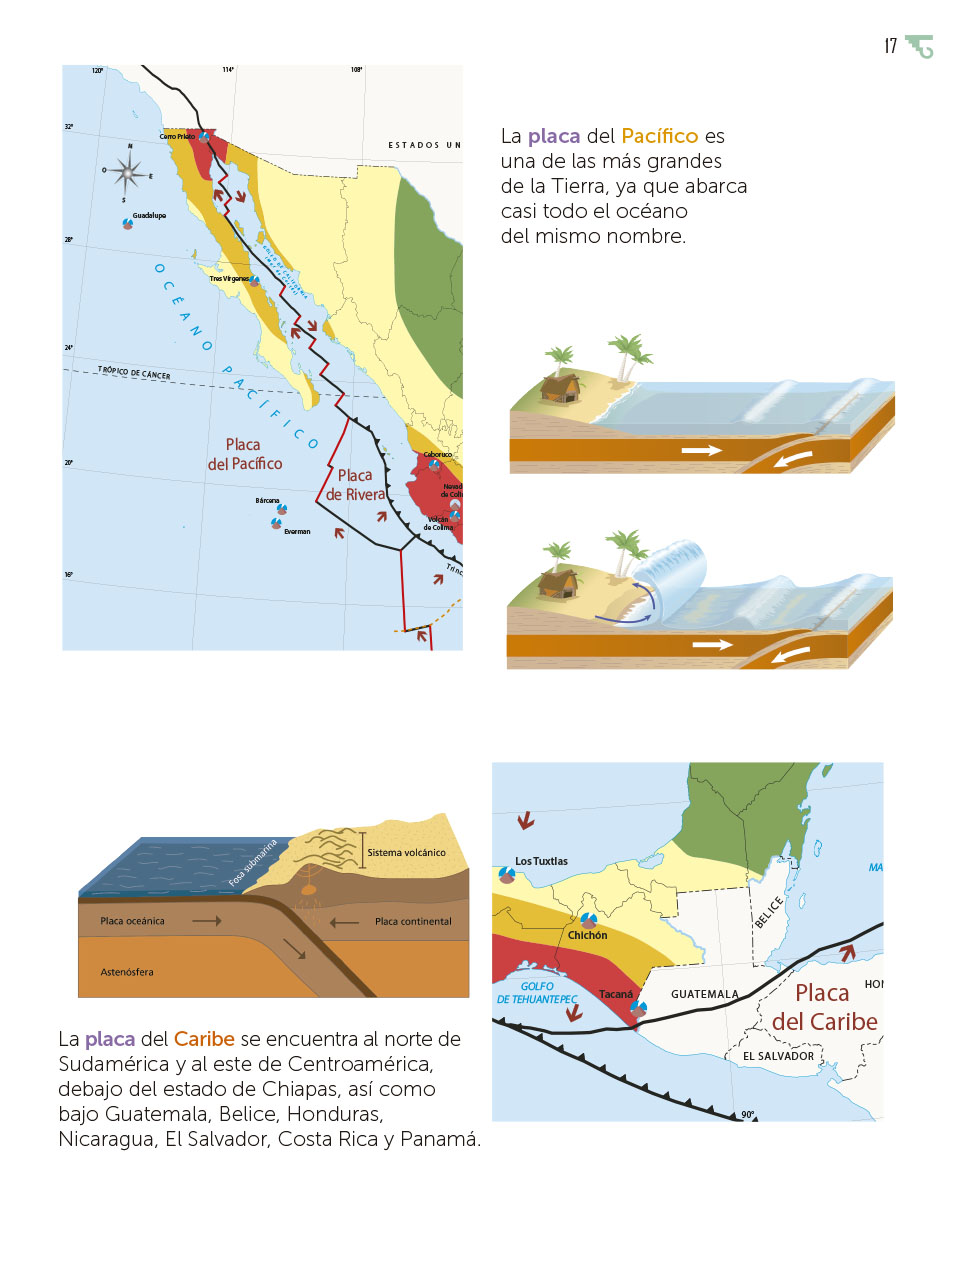 17
120°
114°
108°
32°
Cerro Prieto
ESTADOS UN
N
O
E
S
Guadalupe
28°
GOLFO DE CALIFORNIA
(Mar de Cortés)
Tres Vírgenes
OCÉANO PACÍFICO
24°
TRÓPICO DE CÁNCER
Placa
del Pacífico
20°
Placa
de Rivera
Ceboruco
Nevad
de Coli
Volcán
de Colima
Bárcena
Everman
Trinc
16°
La placa del Pacífico es
una de las más grandes
de la Tierra, ya que abarca
casi todo el océano
del mismo nombre.
Fosa submarina
Sistema volcánico
Placa oceánica
Placa continental
Astenósfera
La placa del Caribe se encuentra al norte de
Sudamérica y al este de Centroamérica,
debajo del estado de Chiapas, así como
bajo Guatemala, Belice, Honduras,
Nicaragua, El Salvador, Costa Rica y Panamá.
Los Tuxtlas
MA
BELICE
Chichón
GOLFO
DE TEHUANTEPEC
Tacaná
GUATEMALA
HON
Placa
del Caribe
EL SALVADOR
90°